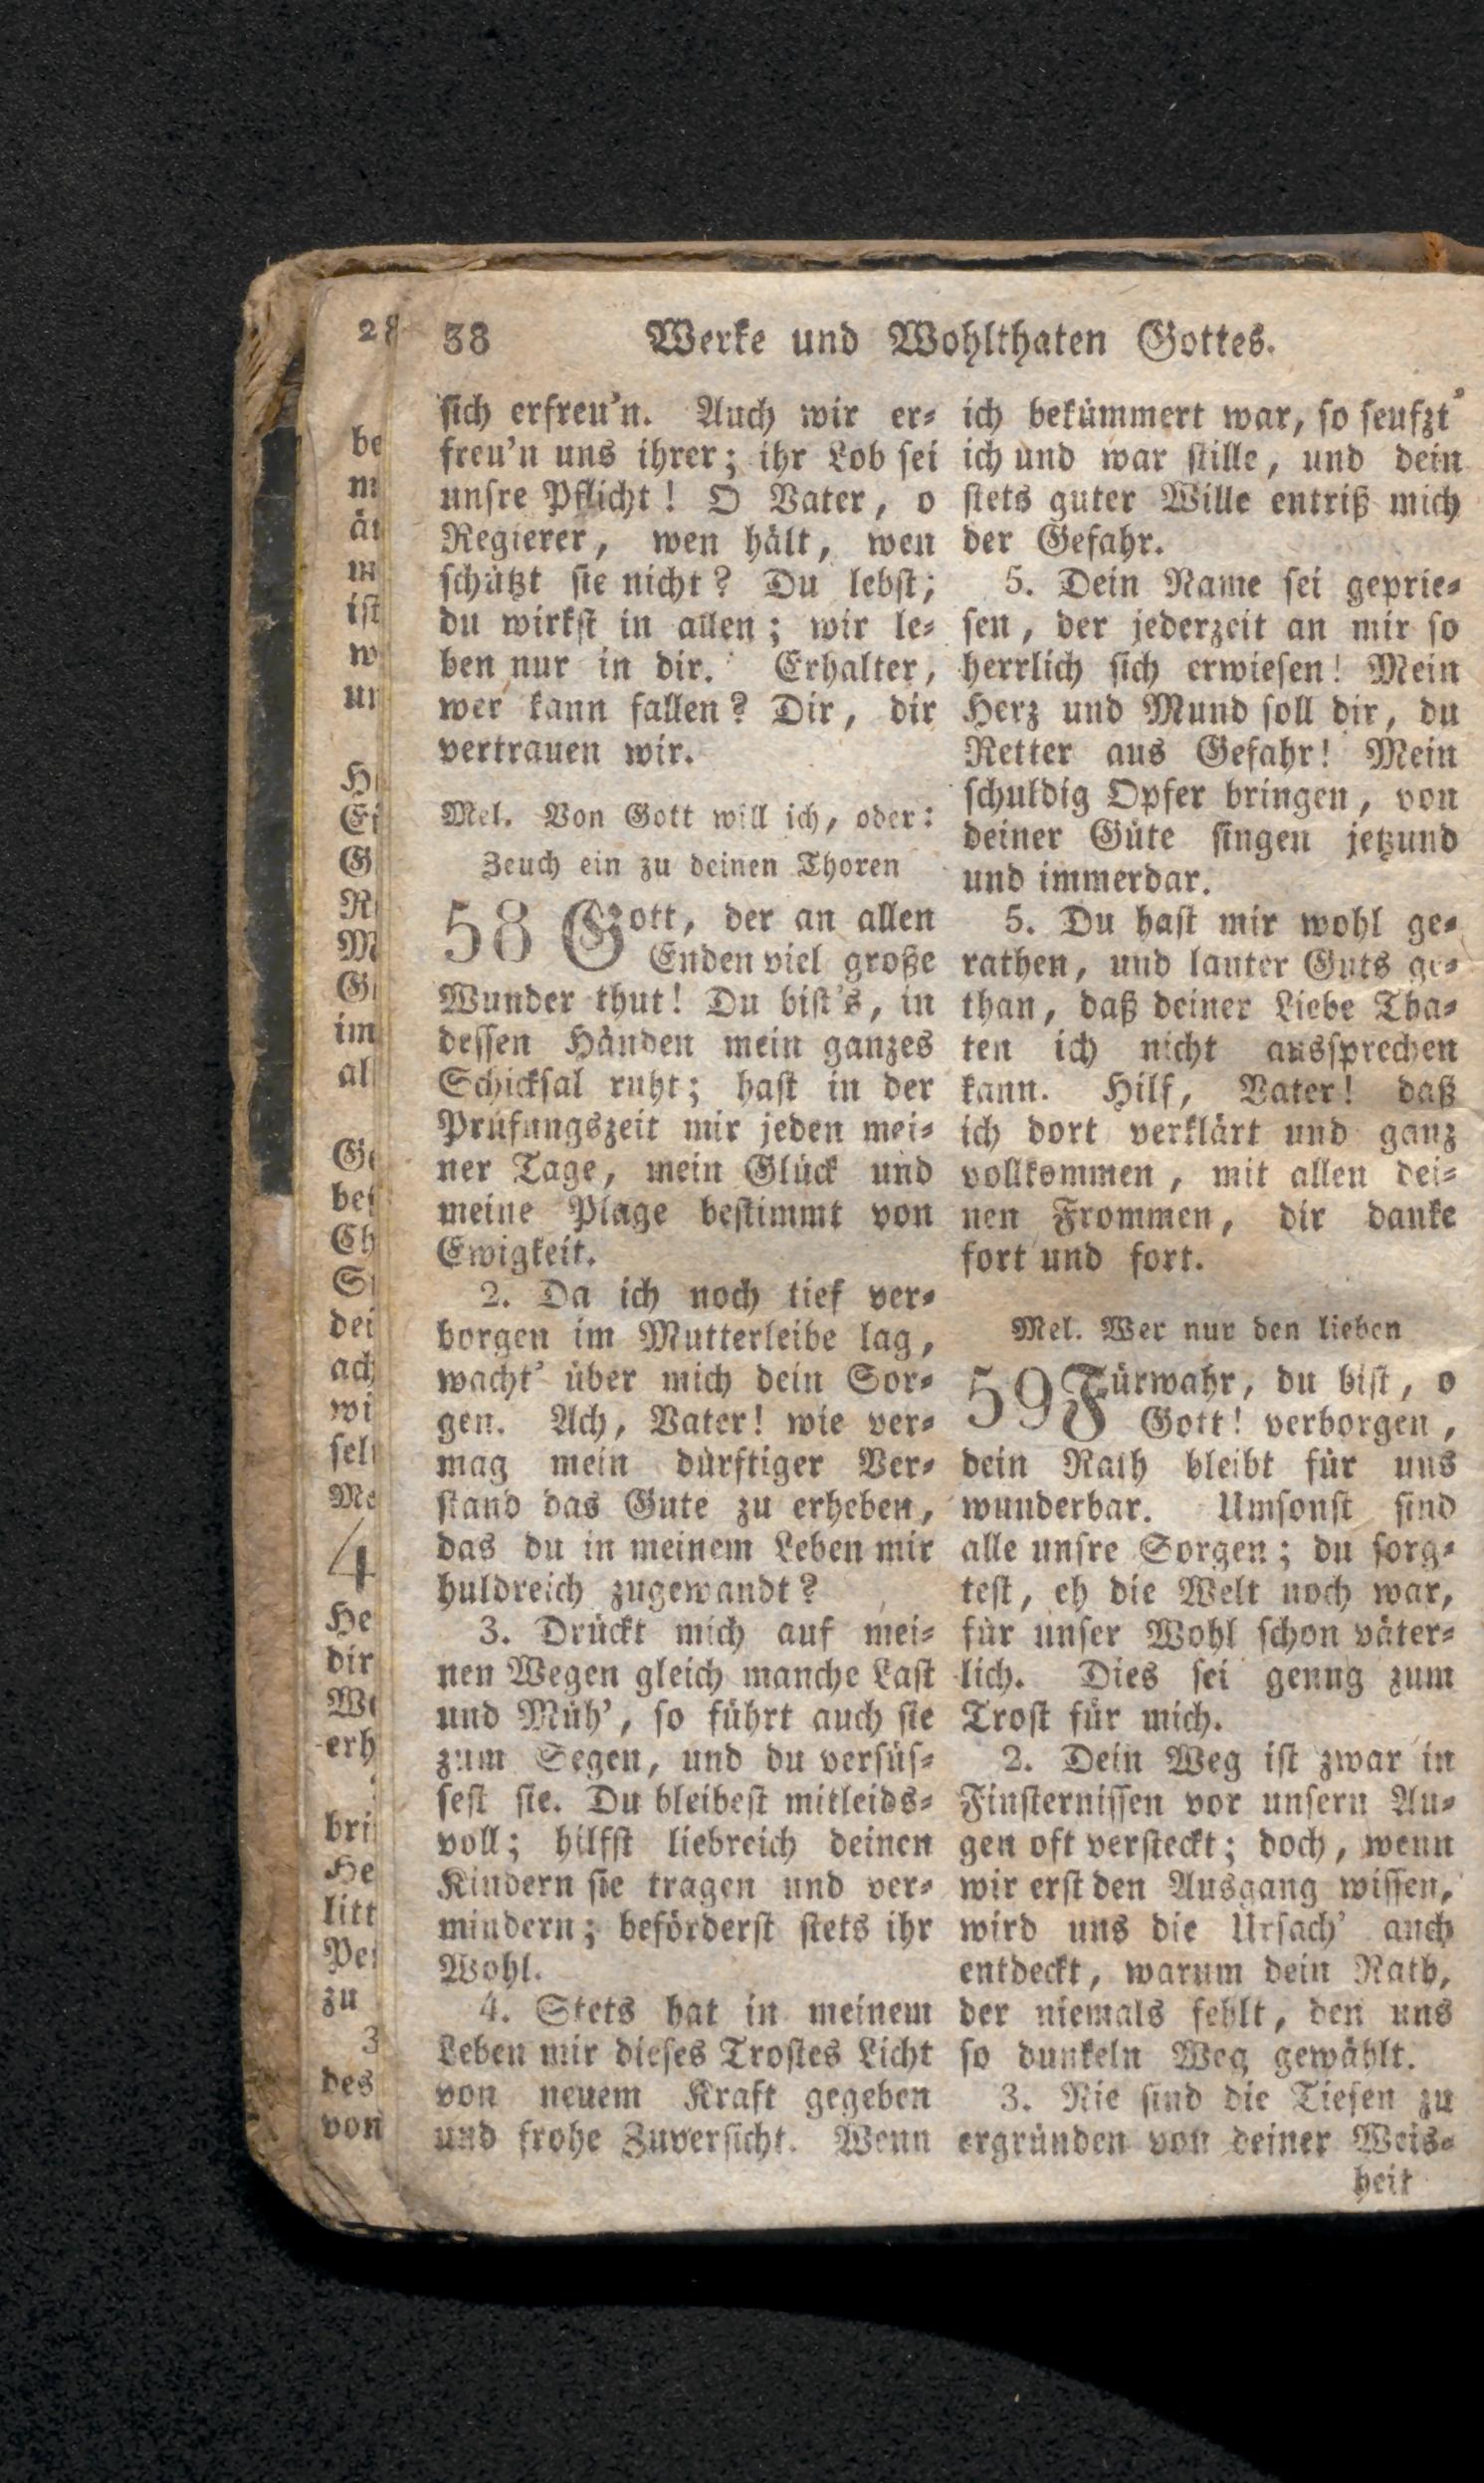 38 Werke und Wohlthaten Gottes.
sich erfreu'n. Auch wir er⸗
freu'n uns ihrer; ihr Lob sei
unsre Pflicht! O Vater, o
Regierer, wen hält, wen
schützt sie nicht? Du lebst;
du wirkst in allen; wir le⸗
ben nur in dir. Erhalter,
wer kann fallen? Dir, dir
vertrauen wir.
Mel. Von Gott will ich, oder:
Zeuch ein zu deinen Thoren
58 Gott, der an allen
Enden viel große
Wunder thut! Du bist's, in
dessen Händen mein ganzes
Schicksal ruht; hast in der
Prüfungszeit mir jeden mei⸗
ner Tage, mein Glück und
meine Plage bestimmt von
Ewigkeit.
2. Da ich noch tief ver⸗
borgen im Mutterleibe lag,
wacht' über mich dein Sor⸗
gen. Ach, Vater! wie ver⸗
mag mein dürftiger Ver⸗
stand das Gute zu erheben,
das du in meinem Leben mir
huldreich zugewandt?
3. Drückt mich auf mei⸗
nen Wegen gleich manche Last
und Müh', so führt auch sie
zum Segen, und du versüs⸗
sest sie. Du bleibest mitleids⸗
voll; hilfst liebreich deinen
Kindern sie tragen und ver⸗
mindern; beförderst stets ihr
Wohl.
4. Stets hat in meinem
Leben mir dieses Trostes Licht
von neuem Kraft gegeben
und frohe Zuversicht. Wenn
ich bekümmert war, so seufzt'
ich und war stille, und dein
stets guter Wille entriß mich
der Gefahr.
5. Dein Name sei geprie⸗
sen, der jederzeit an mir so
herrlich sich erwiesen! Mein
Herz und Mund soll dir, du
Retter aus Gefahr! Mein
schuldig Opfer bringen, von
deiner Güte singen jetzund
und immerdar.
5. Du hast mir wohl ge⸗
rathen, und lauter Guts ge⸗
than, daß deiner Liebe Tha⸗
ten ich nicht aussprechen
kann. Hilf, Vater! daß
ich dort verklärt und ganz
vollkommen, mit allen dei⸗
nen Frommen, dir danke
fort und fort.
Mel. Wer nur den lieben
59 Fürwahr, du bist, o
Gott! verborgen,
dein Rath bleibt für uns
wunderbar. Umsonst sind
alle unsre Sorgen; du sorg⸗
test, eh die Welt noch war,
für unser Wohl schon väter⸗
lich. Dies sei genug zum
Trost für mich.
2. Dein Weg ist zwar in
Finsternissen vor unsern Au⸗
gen oft versteckt; doch, wenn
wir erst den Ausgang wissen,
wird uns die Ursach' auch
entdeckt, warum dein Rath,
der niemals fehlt, den uns
so dunkeln Weg gewählt.
3. Nie sind die Tiefen zu
ergründen von deiner Weis⸗
heit